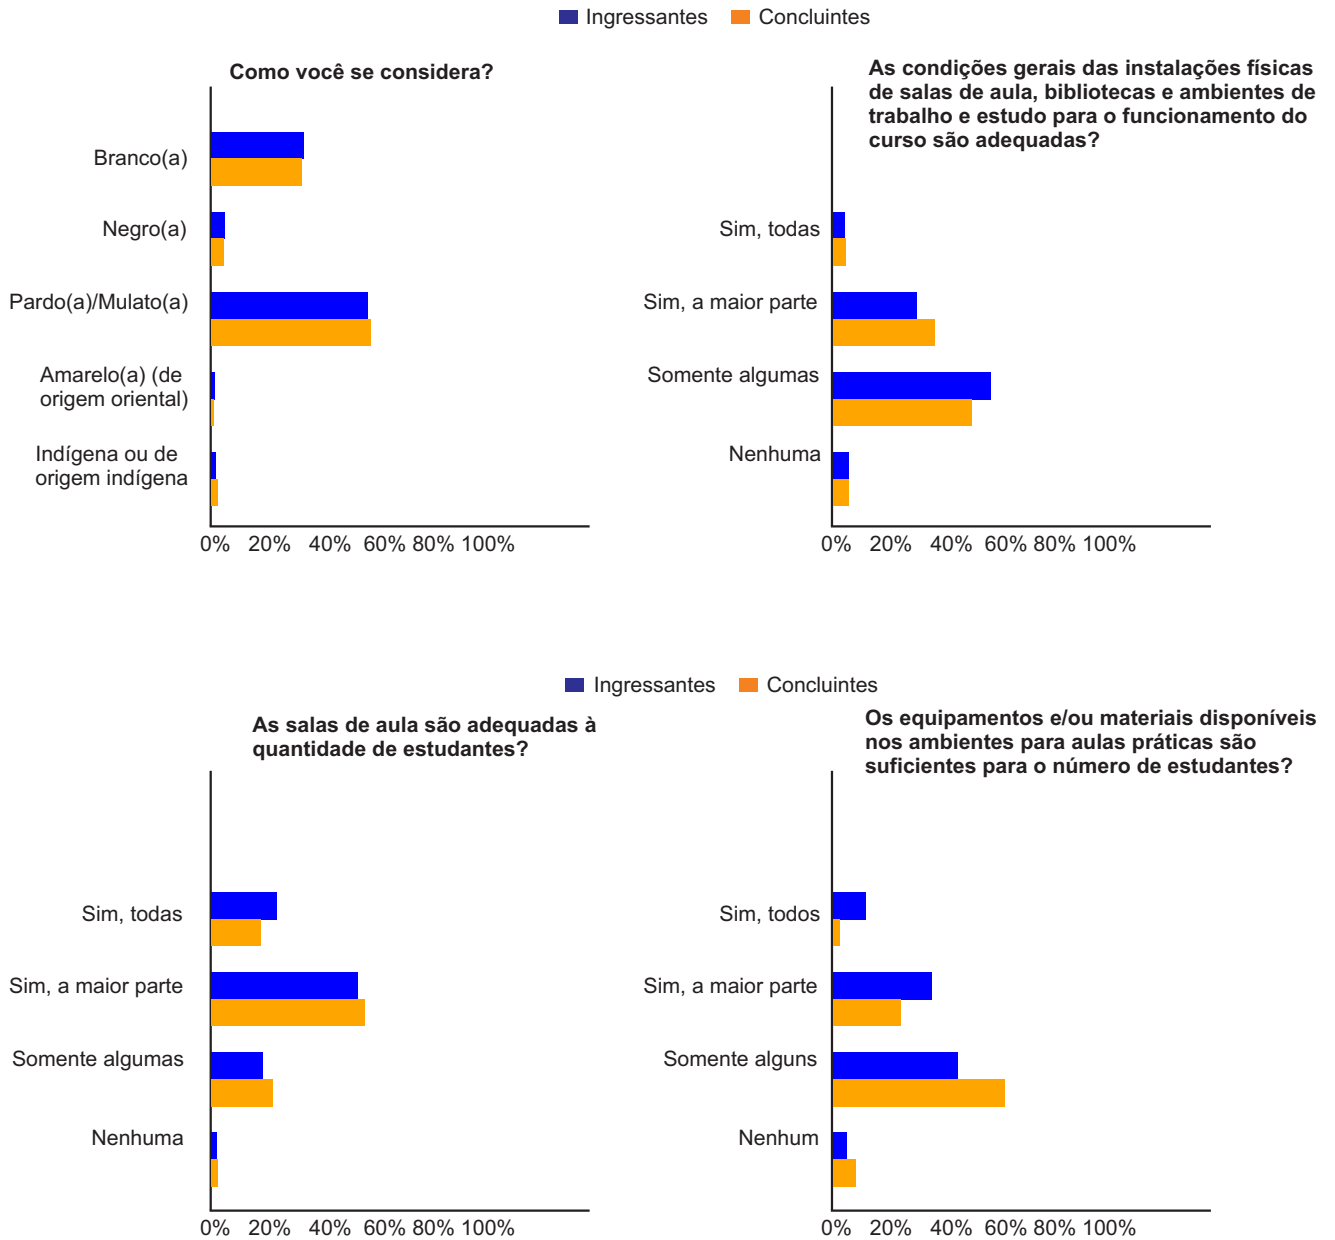 Ingressantes Concluintes
Como você se considera?
Branco(a)
Negro(a)
Pardo(a)/Mulato(a)
Amarelo(a) (de
origem oriental)
Indígena ou de
origem indígena
0% 20% 40% 60% 80% 100%
As condições gerais das instalações físicas
de salas de aula, bibliotecas e ambientes de
trabalho e estudo para o funcionamento do
curso são adequadas?
Sim, todas
Sim, a maior parte
Somente algumas
Nenhuma
0% 20% 40% 60% 80% 100%
Ingressantes Concluintes
As salas de aula são adequadas à
quantidade de estudantes?
Sim, todas
Sim, a maior parte
Somente algumas
Nenhuma
0% 20% 40% 60% 80% 100%
Os equipamentos e/ou materiais disponíveis
nos ambientes para aulas práticas são
suficientes para o número de estudantes?
Sim, todos
Sim, a maior parte
Somente alguns
Nenhum
0% 20% 40% 60% 80% 100%